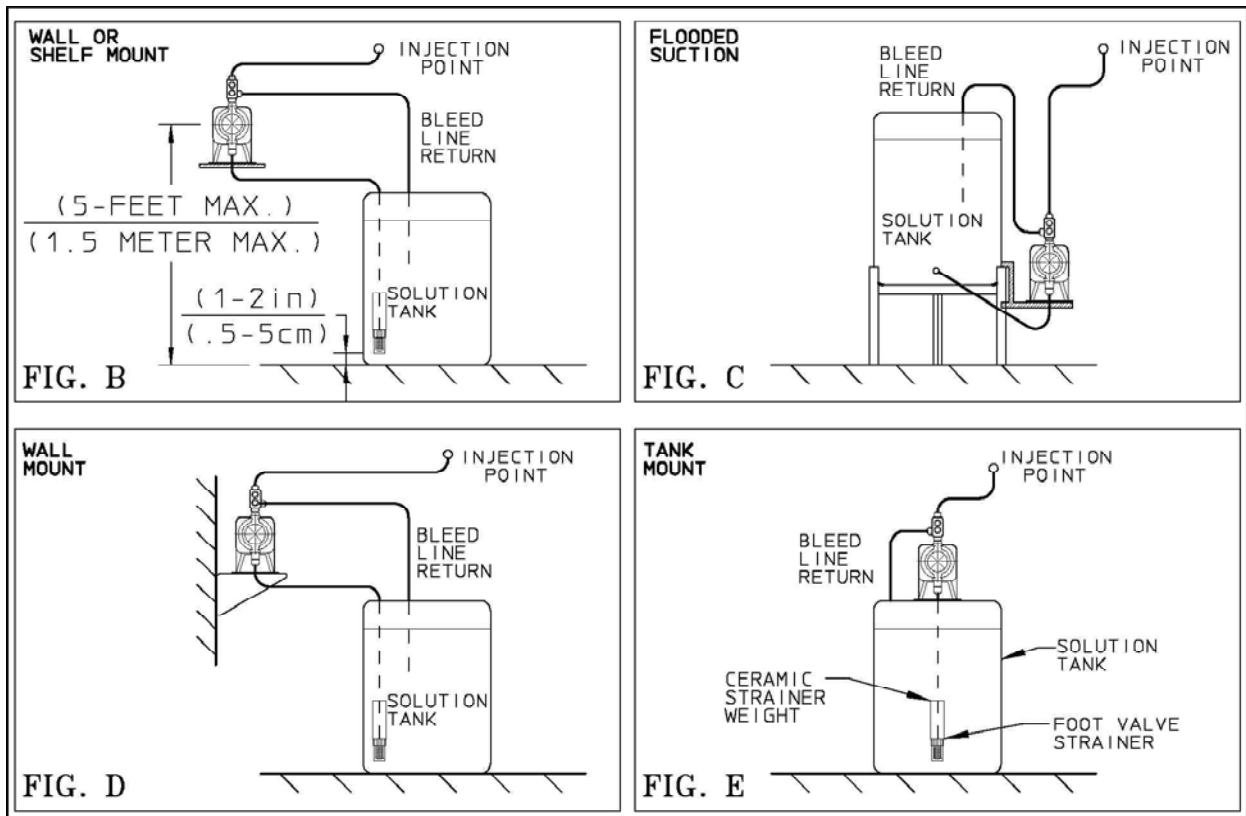 WALL OR
SHELF MOUNT
INJECTION
POINT
BLEED
LINE
RETURN
(5-FEET MAX.)
(1.5 METER MAX.)
(1-2in)
(.5-5cm)
SOLUTION
TANK
FIG. B
FLOODED
SUCTION
BLEED
LINE
RETURN
INJECTION
POINT
SOLUTION
TANK
FIG. C
WALL
MOUNT
INJECTION
POINT
BLEED
LINE
RETURN
SOLUTION
TANK
FIG. D
TANK
MOUNT
INJECTION
POINT
BLEED
LINE
RETURN
SOLUTION
TANK
CERAMIC
STRAINER
WEIGHT
FOOT VALVE
STRAINER
FIG. E